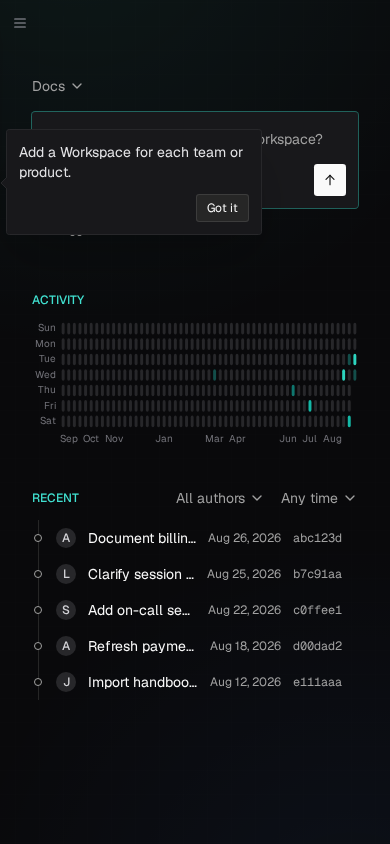 Docs
orkspace?
Add a Workspace for each team or
product.
Got it
ACTIVITY
Sun
Mon
Tue
Wed
Thu
Fri
Sat
Sep Oct Nov Jan Mar Apr Jun Jul Aug
RECENT All authors Any time
A Document billin... Aug 26, 2026 abc123d
L Clarify session ... Aug 25, 2026 b7c91aa
S Add on-call se... Aug 22, 2026 c0ffee1
A Refresh payme... Aug 18, 2026 d00dad2
J Import handboo... Aug 12, 2026 e111aaa